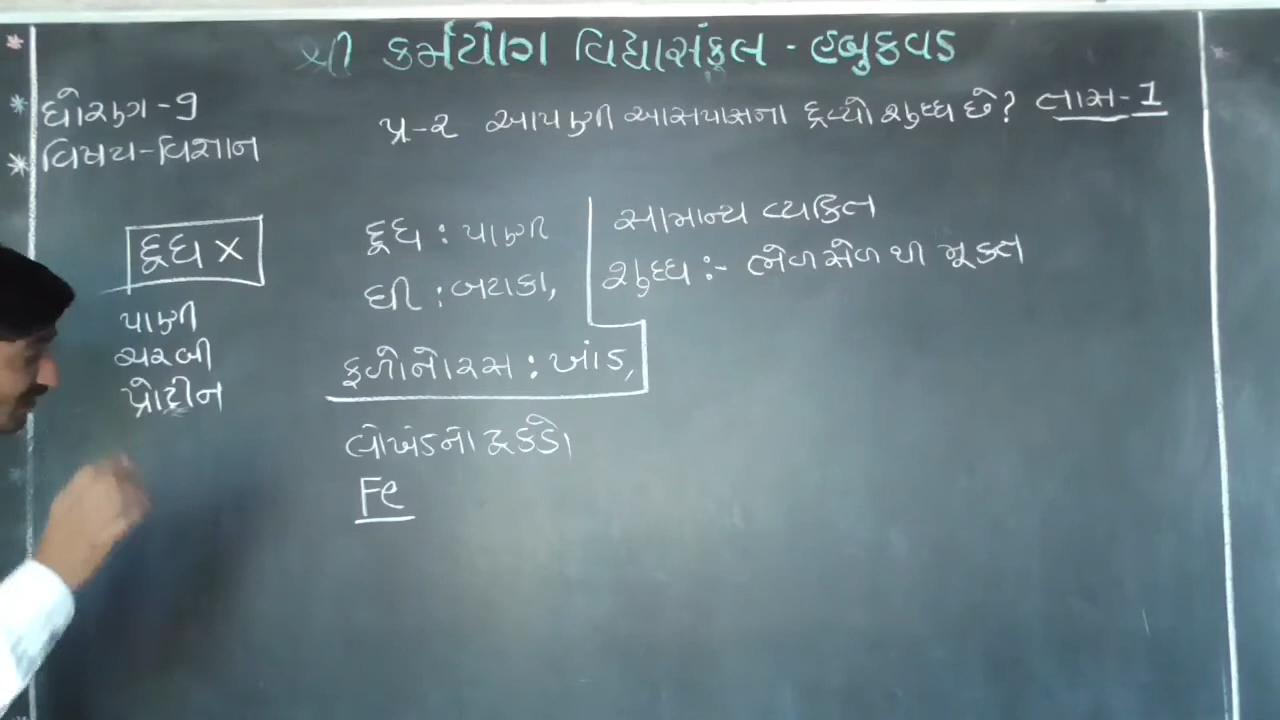 શ્રી કર્મયોગ વિદ્યાસંકુલ - હબુકવડ
ધોરણ - 9
પ્ર-૨ આપણી આસપાસના દ્રવ્યો શુદ્ધ છે? તાસ-1
વિષય - વિજ્ઞાન
દૂધ X
પાણી
ચરબી
પ્રોટીન
દૂધ : પાણી
ઘી : બટાકા,
ફળોનો રસ : ખાંડ,
લોખંડનો ટુકડો
Fe
સામાન્ય વ્યક્તિ
શુદ્ધ :- ભેળસેળ થી મૂકત